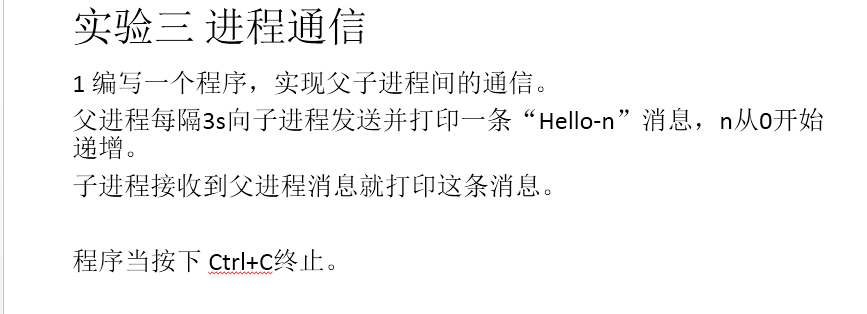 实验三 进程通信
1 编写一个程序，实现父子进程间的通信。
父进程每隔3s向子进程发送并打印一条“Hello-n”消息，n从0开始
递增。
子进程接收到父进程消息就打印这条消息。
程序当按下 Ctrl+C终止。